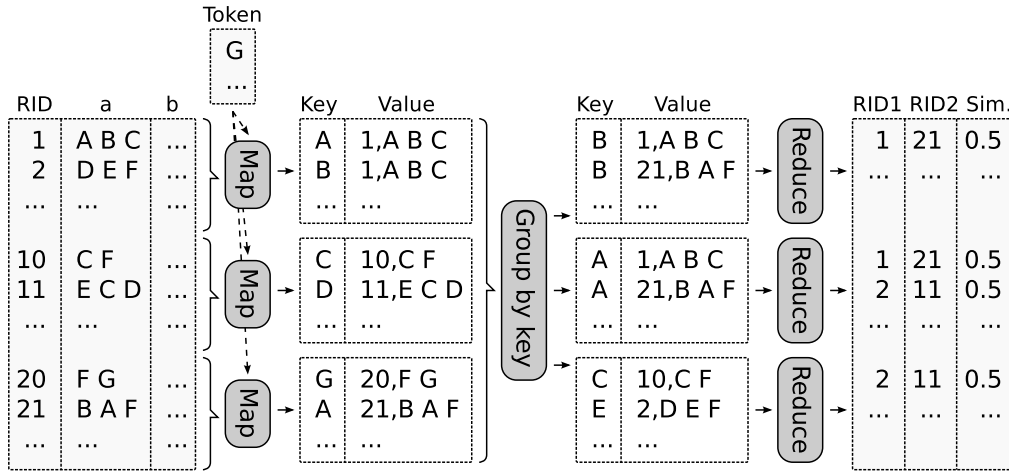 Token
G
...
RID a b
1 A B C ...
2 D E F ...
... ... ...
10 C F ...
11 E C D ...
... ... ...
20 F G ...
21 B A F ...
... ... ...
Map
Map
Map
Key Value
A 1,A B C
B 1,A B C
... ...
C 10,C F
D 11,E C D
... ...
G 20,F G
A 21,B A F
... ...
Group by key
Key Value
B 1,A B C
B 21,B A F
... ...
A 1,A B C
A 21,B A F
... ...
C 10,C F
E 2,D E F
... ...
Reduce
Reduce
Reduce
RID1 RID2 Sim.
1 21 0.5
... ... ...
1 21 0.5
2 11 0.5
... ... ...
2 11 0.5
... ... ...